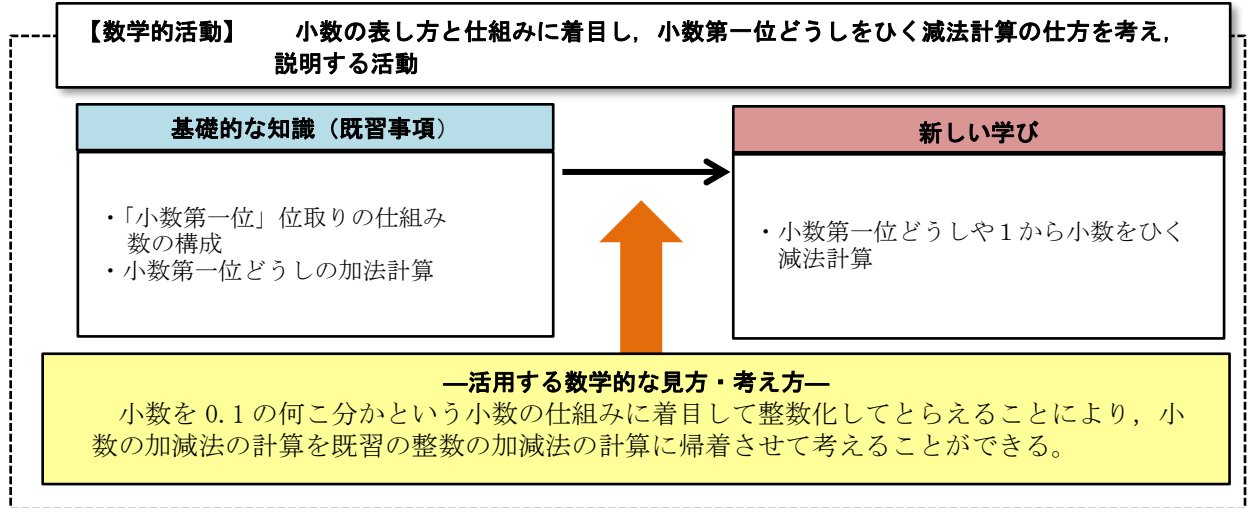 【数学的活動】　小数の表し方と仕組みに着目し，小数第一位どうしをひく減法計算の仕方を考え，
説明する活動
基礎的な知識（既習事項）
・「小数第一位」位取りの仕組み
数の構成
・小数第一位どうしの加法計算
新しい学び
・小数第一位どうしや１から小数をひく
減法計算
―活用する数学的な見方・考え方―
小数を 0.1 の何こ分かという小数の仕組みに着目して整数化してとらえることにより，小
数の加減法の計算を既習の整数の加減法の計算に帰着させて考えることができる。